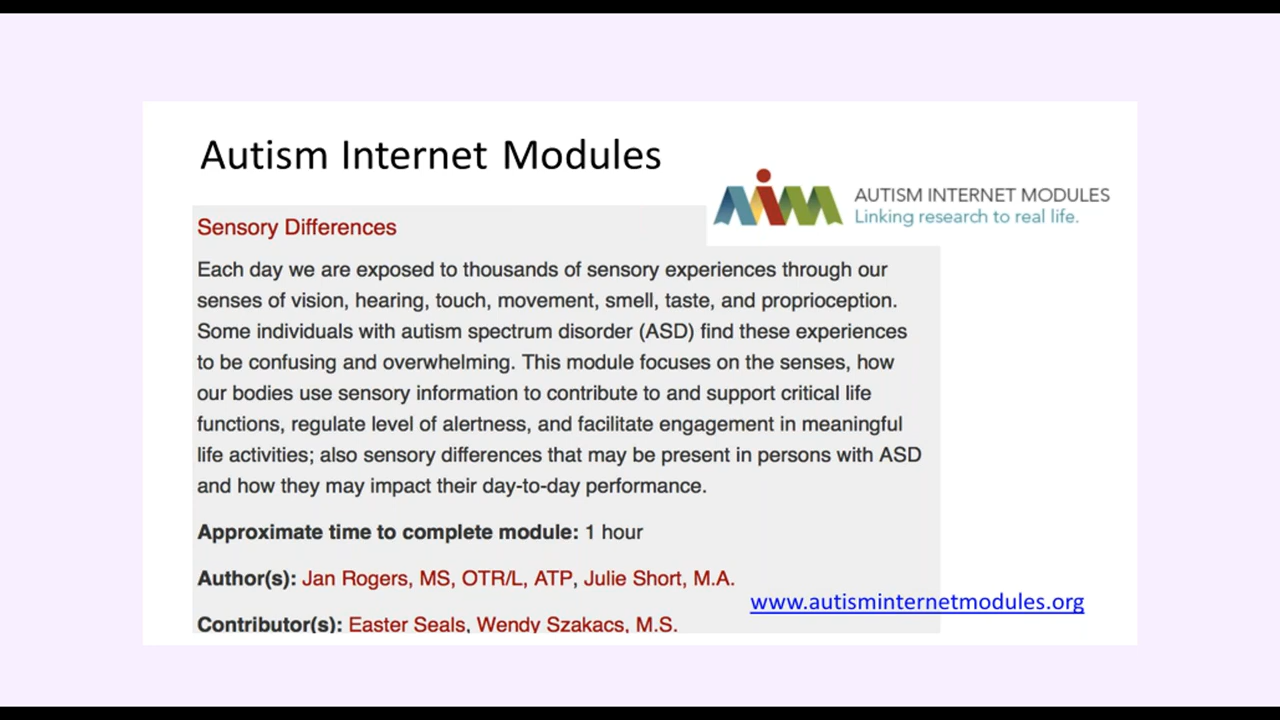 Autism Internet Modules
AIM
AUTISM INTERNET MODULES
Linking research to real life.
Sensory Differences
Each day we are exposed to thousands of sensory experiences through our
senses of vision, hearing, touch, movement, smell, taste, and proprioception.
Some individuals with autism spectrum disorder (ASD) find these experiences
to be confusing and overwhelming. This module focuses on the senses, how
our bodies use sensory information to contribute to and support critical life
functions, regulate level of alertness, and facilitate engagement in meaningful
life activities; also sensory differences that may be present in persons with ASD
and how they may impact their day-to-day performance.
Approximate time to complete module: 1 hour
Author(s): Jan Rogers, MS, OTR/L, ATP, Julie Short, M.A.
www.autisminternetmodules.org
Contributor(s): Easter Seals, Wendy Szakacs, M.S.